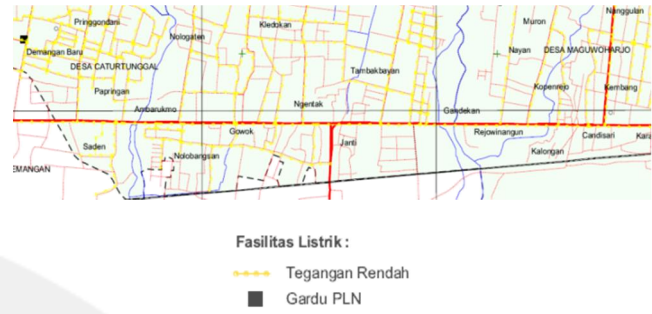 Nanggulan
Pringgondani
Kledokan
Muron
Nologaten
Demangan Baru
Nayan
DESA MAGUWOHARJO
DESA CATURTUNGGAL
Tambakbayan
Papringan
Kopenrejo
Kembang
Ambarukmo
Ngentak
Gandekan
Gowok
Rejowinangun
Candisari
Kara
Saden
Janti
Nolobangsan
Kalongan
EMANGAN
Fasilitas Listrik :
Tegangan Rendah
Gardu PLN